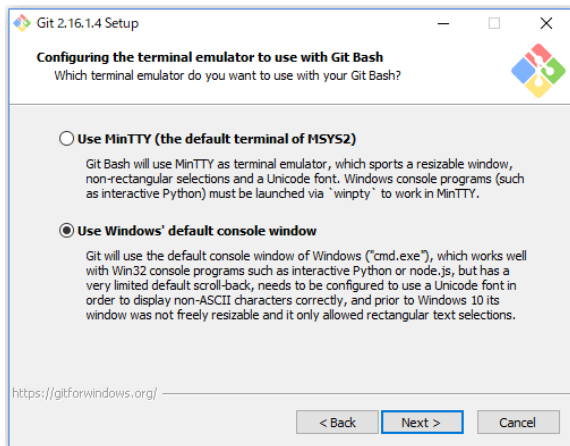 Git 2.16.1.4 Setup
Configuring the terminal emulator to use with Git Bash
Which terminal emulator do you want to use with your Git Bash?
Use MinTTY (the default terminal of MSYS2)
Git Bash will use MinTTY as terminal emulator, which sports a resizable window,
non-rectangular selections and a Unicode font. Windows console programs (such
as interactive Python) must be launched via `winpty` to work in MinTTY.
Use Windows' default console window
Git will use the default console window of Windows ("cmd.exe"), which works well
with Win32 console programs such as interactive Python or node.js, but has a
very limited default scroll-back, needs to be configured to use a Unicode font in
order to display non-ASCII characters correctly, and prior to Windows 10 its
window was not freely resizable and it only allowed rectangular text selections.
https://gitforwindows.org/
< Back
Next >
Cancel